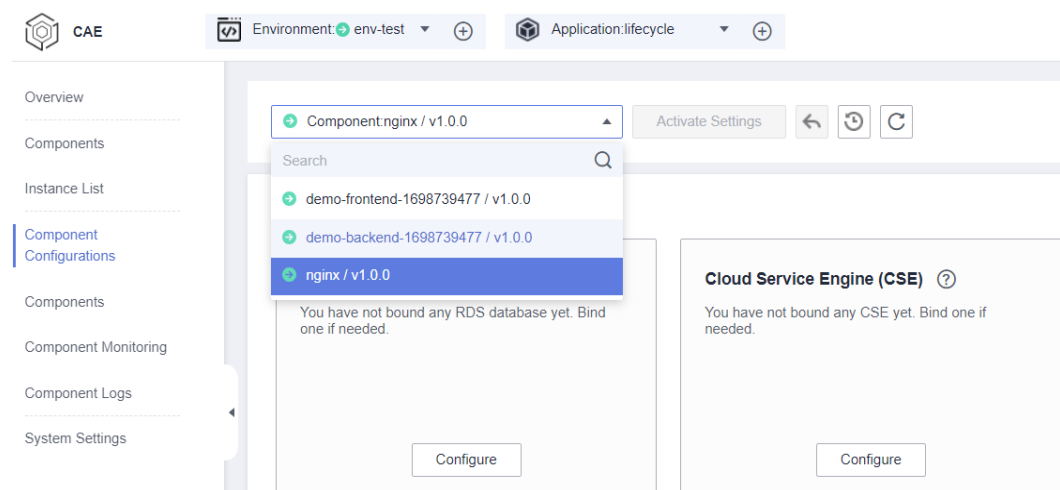 CAE
Environment: env-test
Application:lifecycle
Overview
Components
Instance List
Component
Configurations
Components
Component Monitoring
Component Logs
System Settings
Component:nginx / v1.0.0
Activate Settings
Search
demo-frontend-1698739477 / v1.0.0
demo-backend-1698739477 / v1.0.0
nginx / v1.0.0
You have not bound any RDS database yet. Bind
one if needed.
Configure
Cloud Service Engine (CSE) ?
You have not bound any CSE yet. Bind one if
needed.
Configure